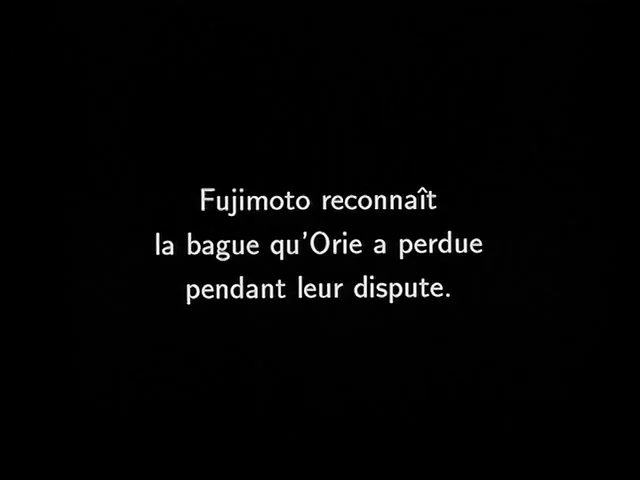 Fujimoto reconnaît
la bague qu'Orie a perdue
pendant leur dispute.